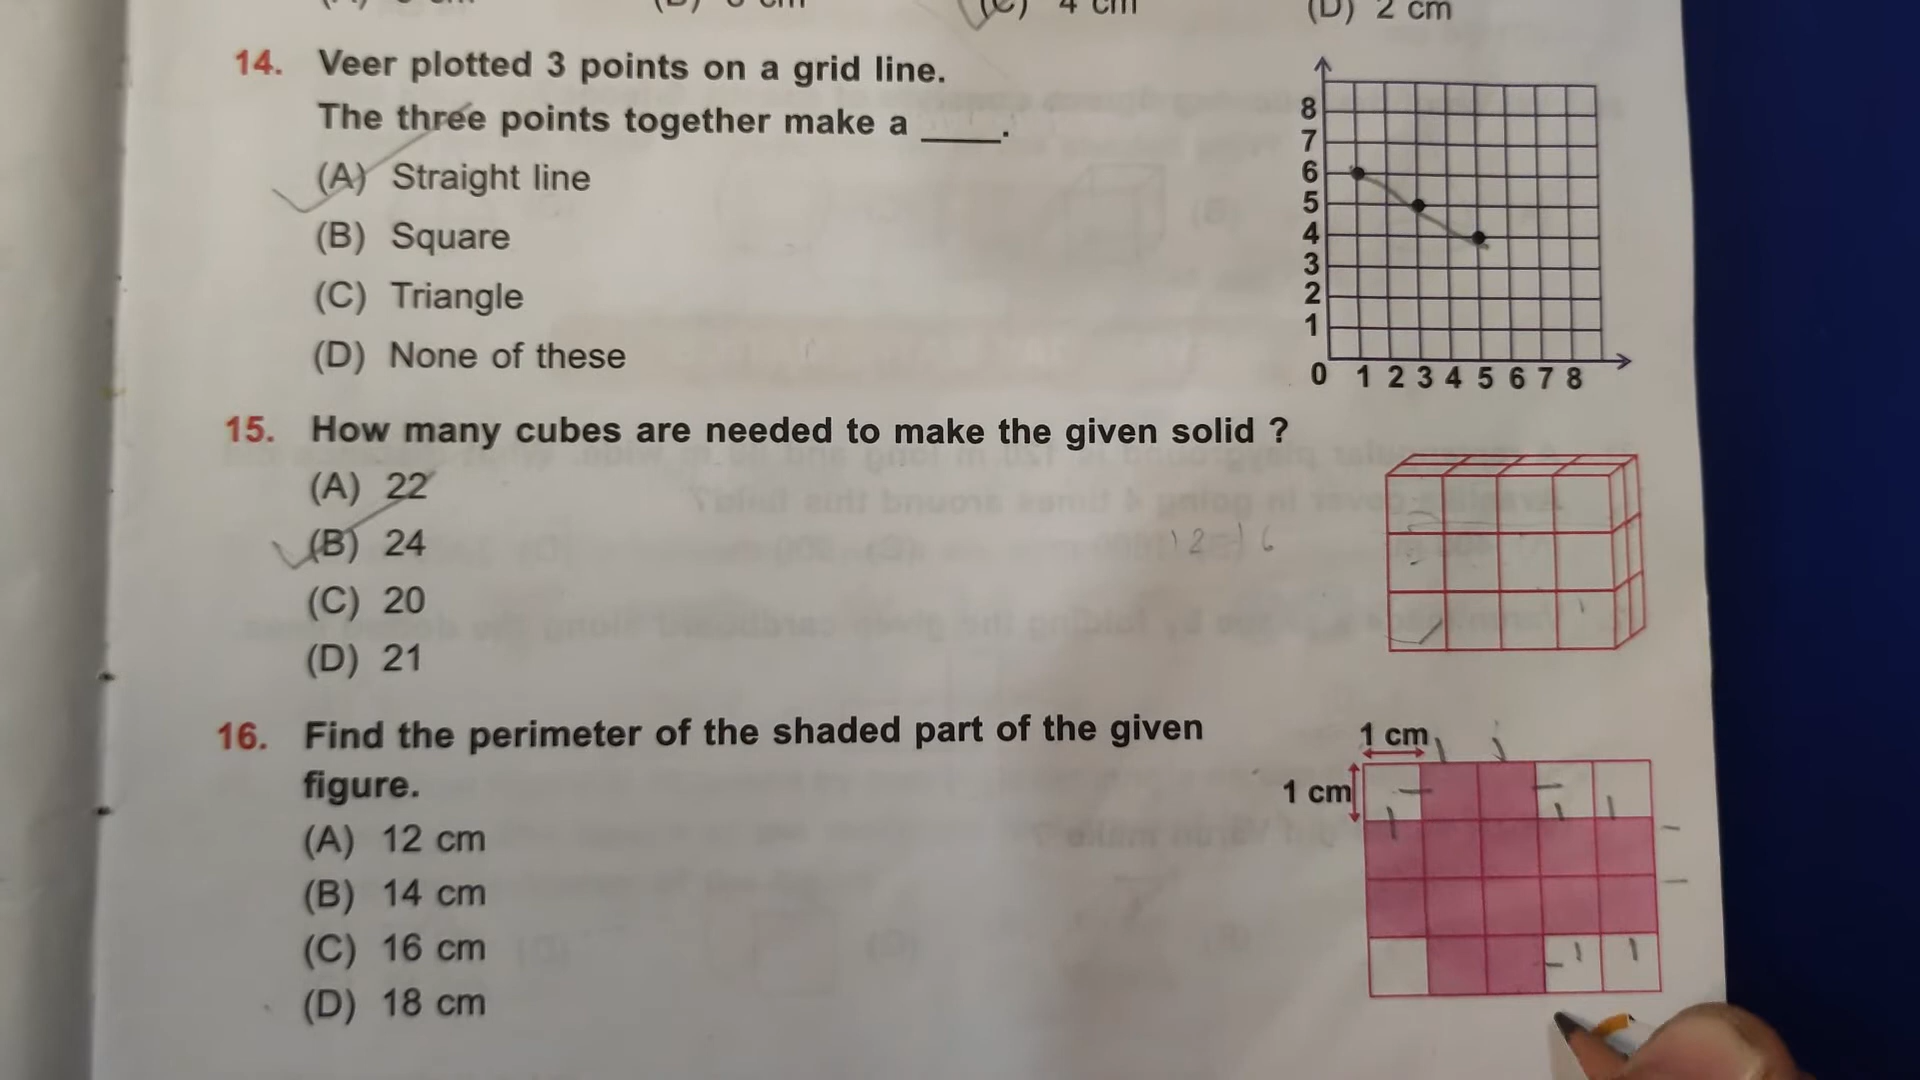 (C) 4 cm (D) 2 cm
14. Veer plotted 3 points on a grid line.
The three points together make a ____.
(A) Straight line
(B) Square
(C) Triangle
(D) None of these
8
7
6
5
4
3
2
1
0 1 2 3 4 5 6 7 8
15. How many cubes are needed to make the given solid ?
(A) 22
(B) 24
(C) 20
(D) 21
16. Find the perimeter of the shaded part of the given
figure.
(A) 12 cm
(B) 14 cm
(C) 16 cm
(D) 18 cm
1 cm
1 cm